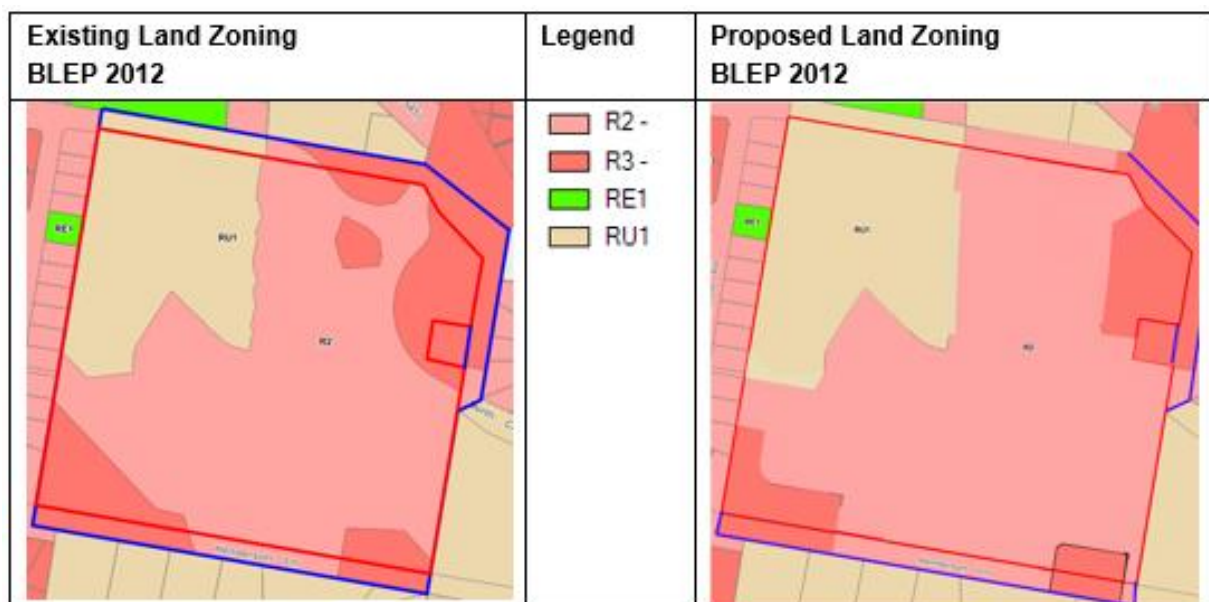 Existing Land Zoning
BLEP 2012
Legend
Proposed Land Zoning
BLEP 2012
R2 -
R3 -
RE1
RU1
RE1
RU1
R2
RE1
RU1
R2